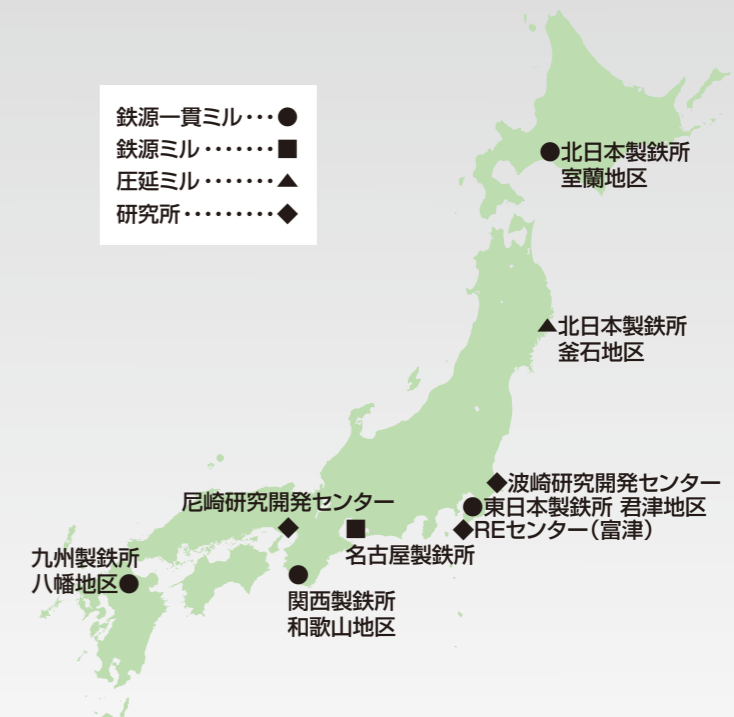 鉄源一貫ミル・・・●
鉄源ミル・・・・・・・■
圧延ミル・・・・・・・▲
研究所・・・・・・・・・◆
●北日本製鉄所
室蘭地区
▲北日本製鉄所
釜石地区
◆波崎研究開発センター
●東日本製鉄所 君津地区
◆REセンター(富津)
尼崎研究開発センター
◆
■
名古屋製鉄所
九州製鉄所
八幡地区●
●
関西製鉄所
和歌山地区